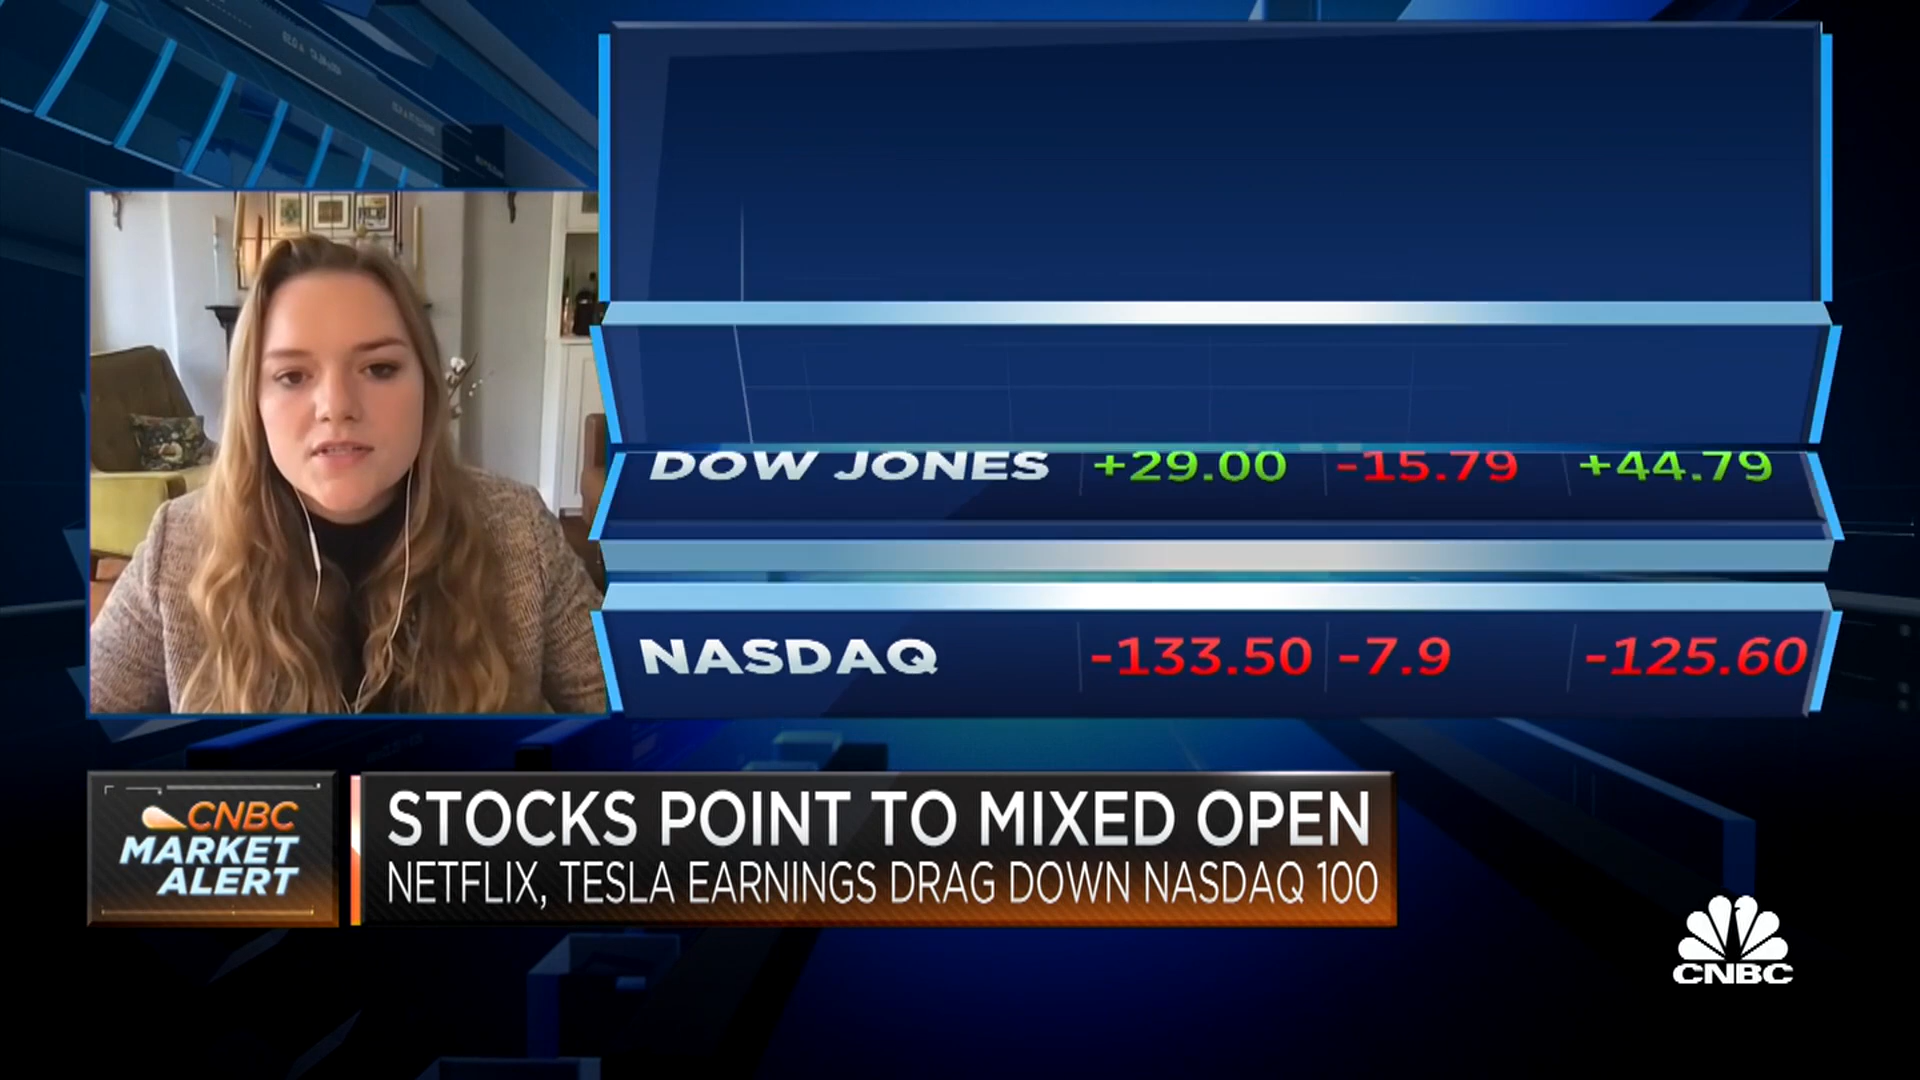 DOW JONES +29.00 -15.79 +44.79
NASDAQ -133.50 -7.9 -125.60
CNBC
MARKET
ALERT
STOCKS POINT TO MIXED OPEN
NETFLIX, TESLA EARNINGS DRAG DOWN NASDAQ 100
CNBC